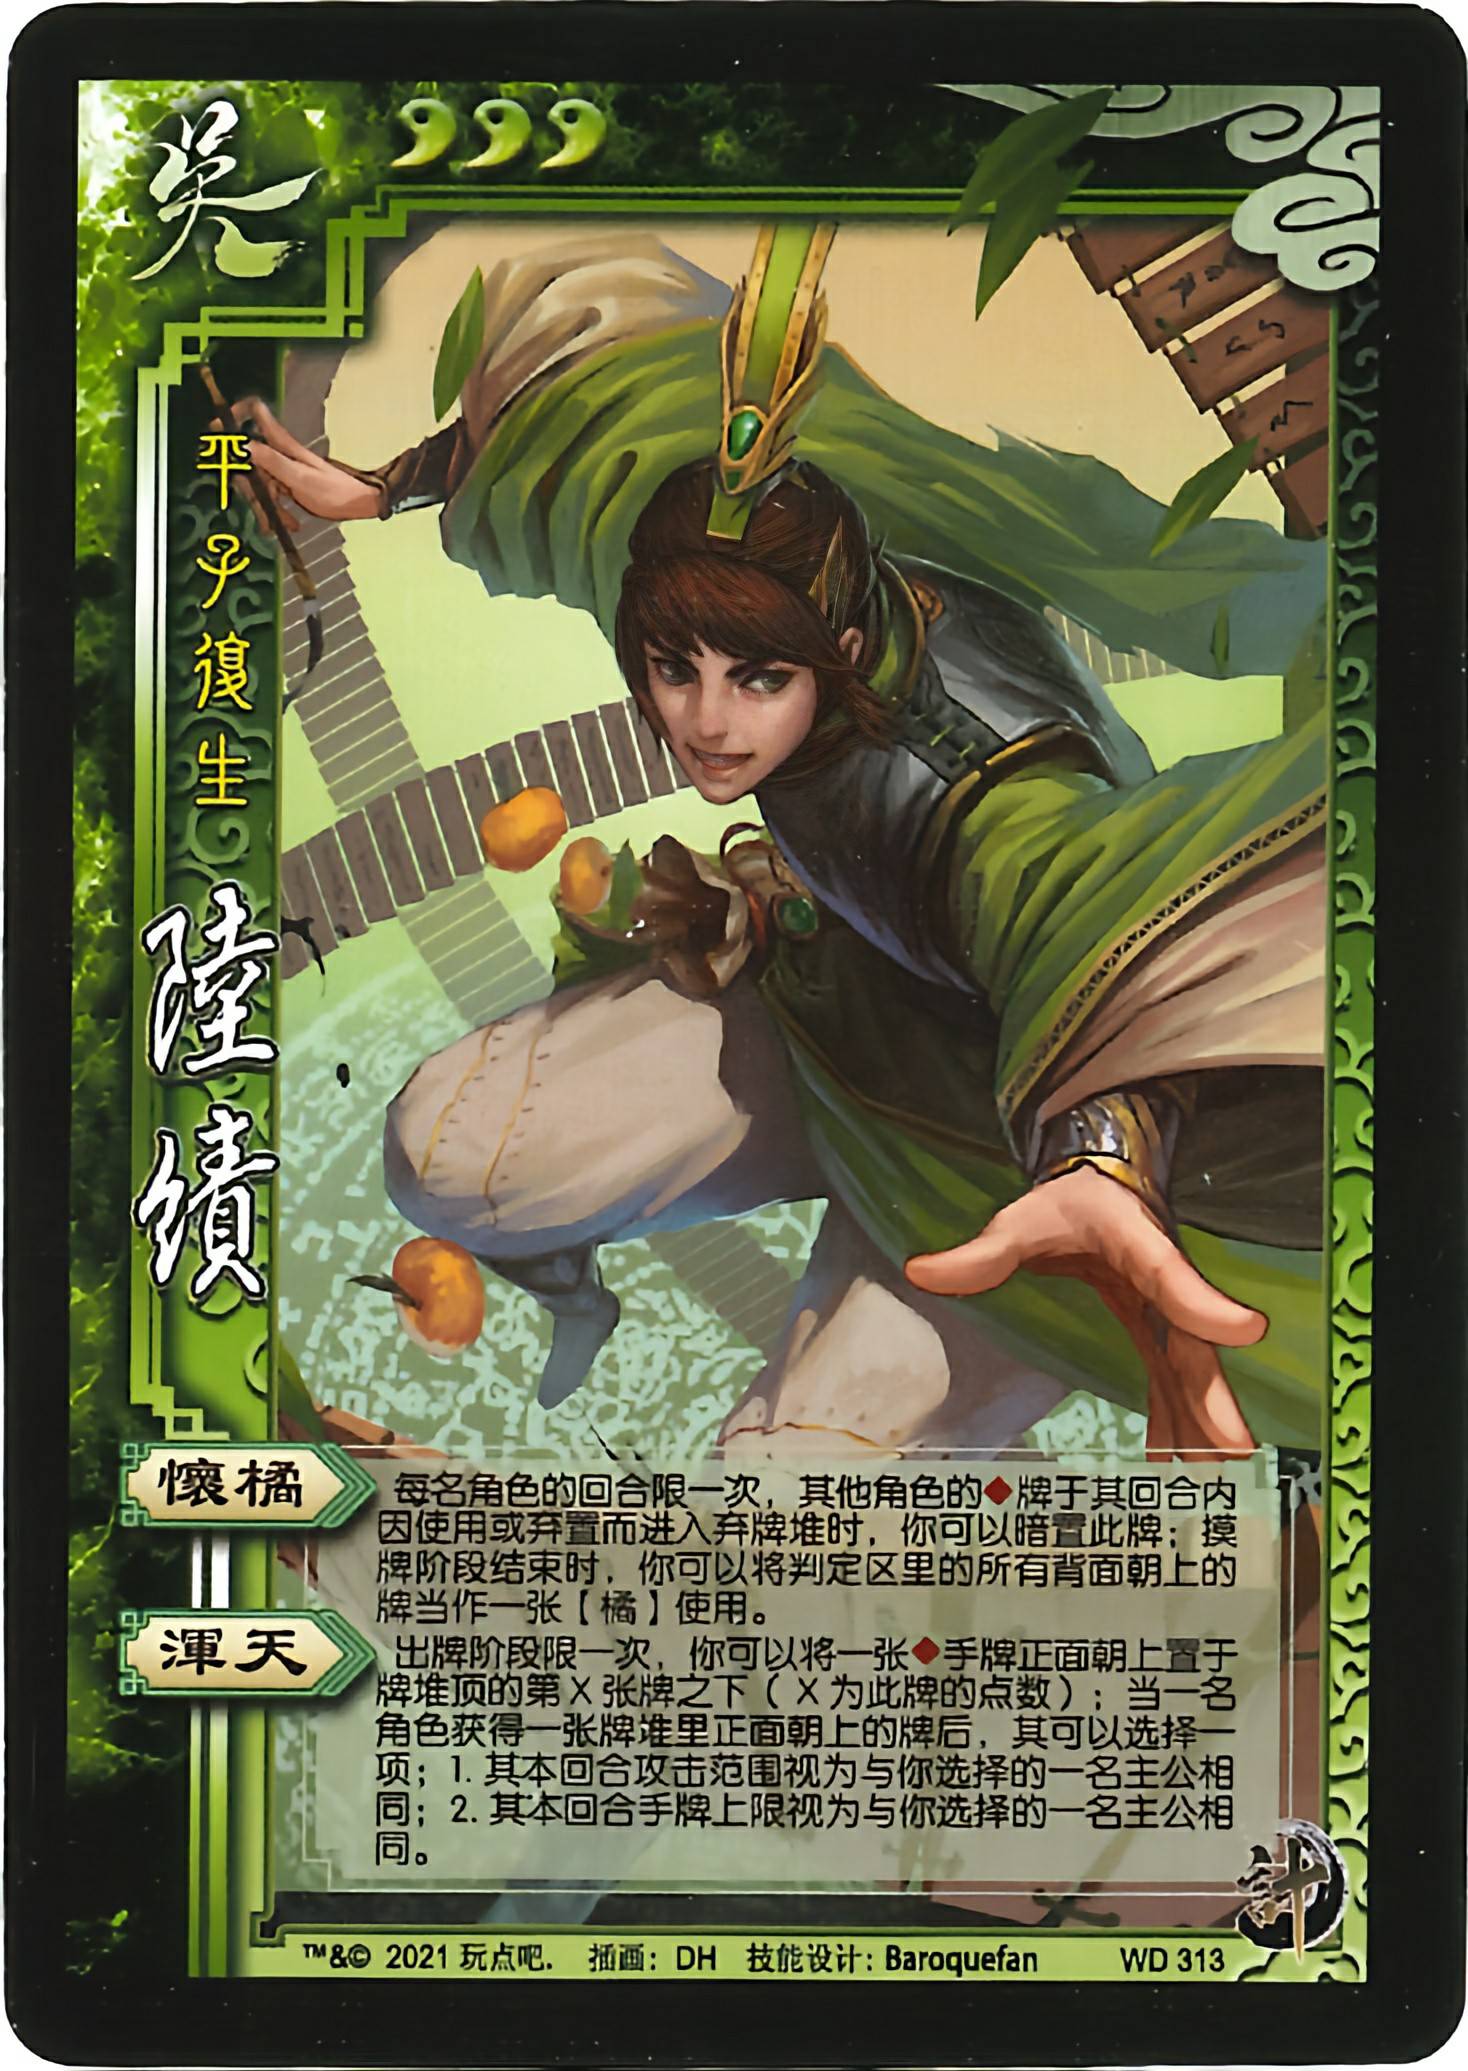 吴
平子復生
陸績
懷橘
每名角色的回合限一次，其他角色的♦牌于其回合内
因使用或弃置而进入弃牌堆时，你可以暗置此牌；摸
牌阶段结束时，你可以将判定区里的所有背面朝上的
牌当作一张【橘】使用。
渾天
出牌阶段限一次，你可以将一张♦手牌正面朝上置于
牌堆顶的第X张牌之下（X为此牌的点数）；当一名
角色获得一张牌堆里正面朝上的牌后，其可以选择一
项；1.其本回合攻击范围视为与你选择的一名主公相
同；2.其本回合手牌上限视为与你选择的一名主公相
同。
計
™&© 2021 玩点吧. 插画：DH 技能设计：Baroquefan WD 313